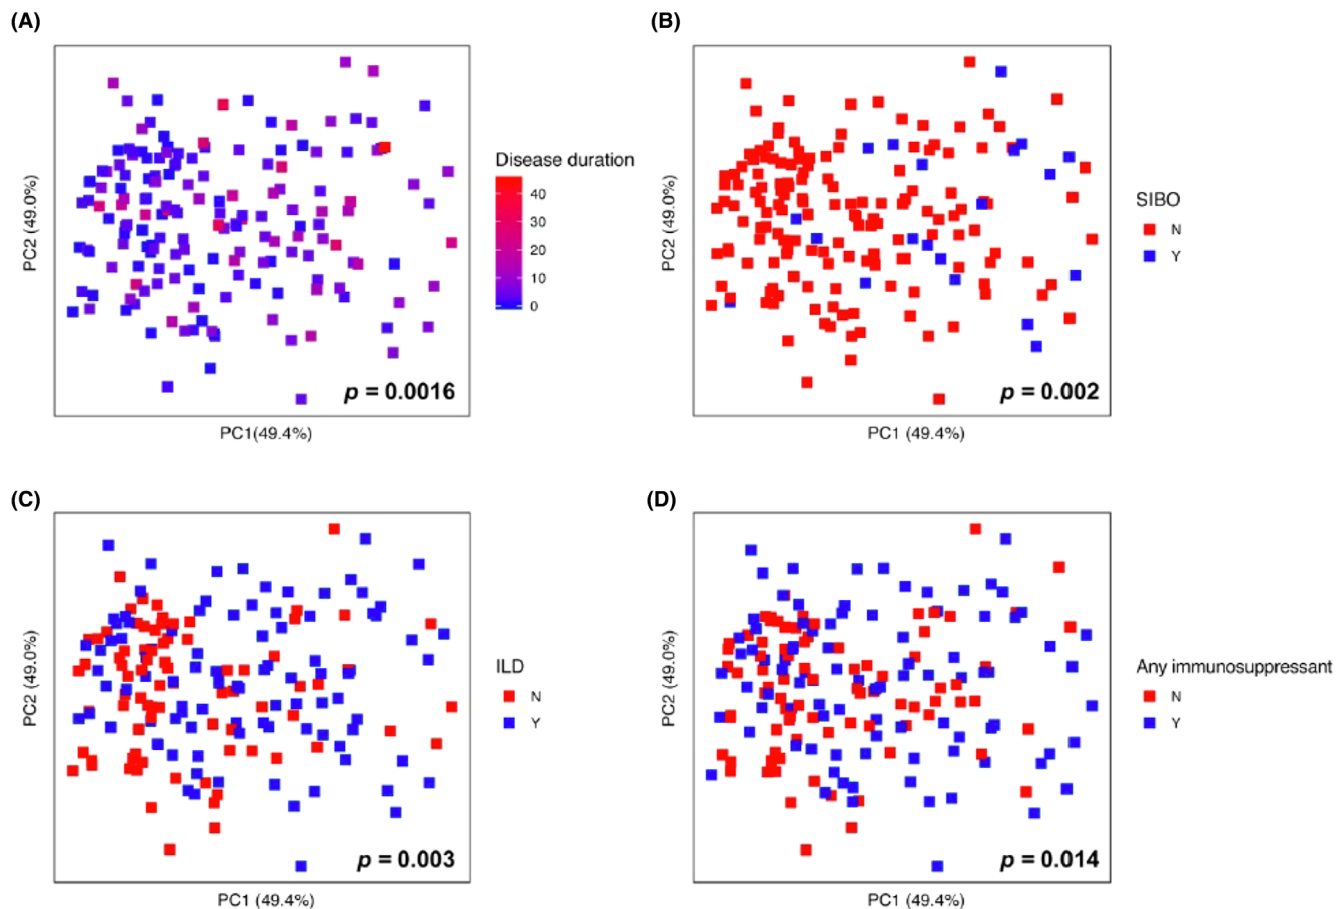 (A)
PC2 (49.0%)
PC1(49.4%)
p = 0.0016
Disease duration
40
30
20
10
0
(B)
PC2 (49.0%)
PC1 (49.4%)
p = 0.002
SIBO
N
Y
(C)
PC2 (49.0%)
PC1 (49.4%)
p = 0.003
ILD
N
Y
(D)
PC2 (49.0%)
PC1 (49.4%)
p = 0.014
Any immunosuppressant
N
Y